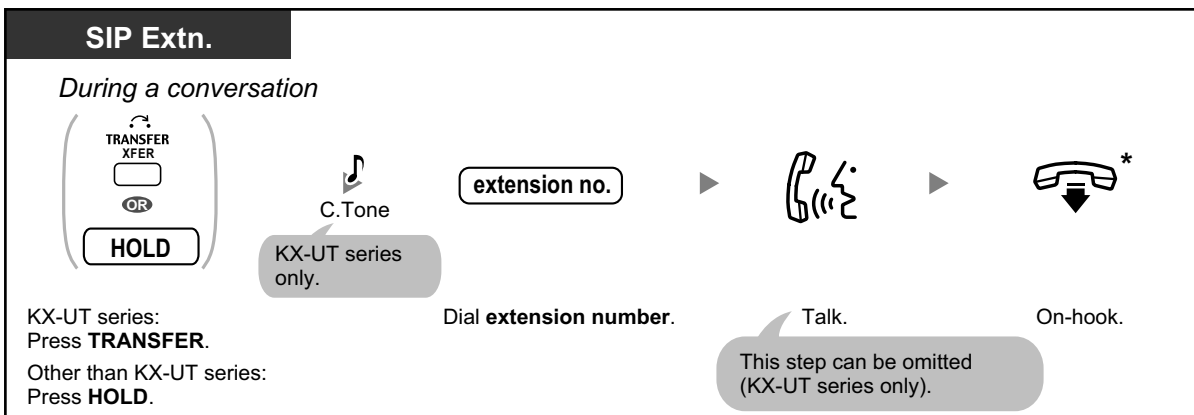 SIP Extn.
During a conversation
TRANSFER
XFER
OR
HOLD
C.Tone
KX-UT series
only.
extension no.
*
KX-UT series:
Press TRANSFER.
Other than KX-UT series:
Press HOLD.
Dial extension number.
Talk.
This step can be omitted
(KX-UT series only).
On-hook.